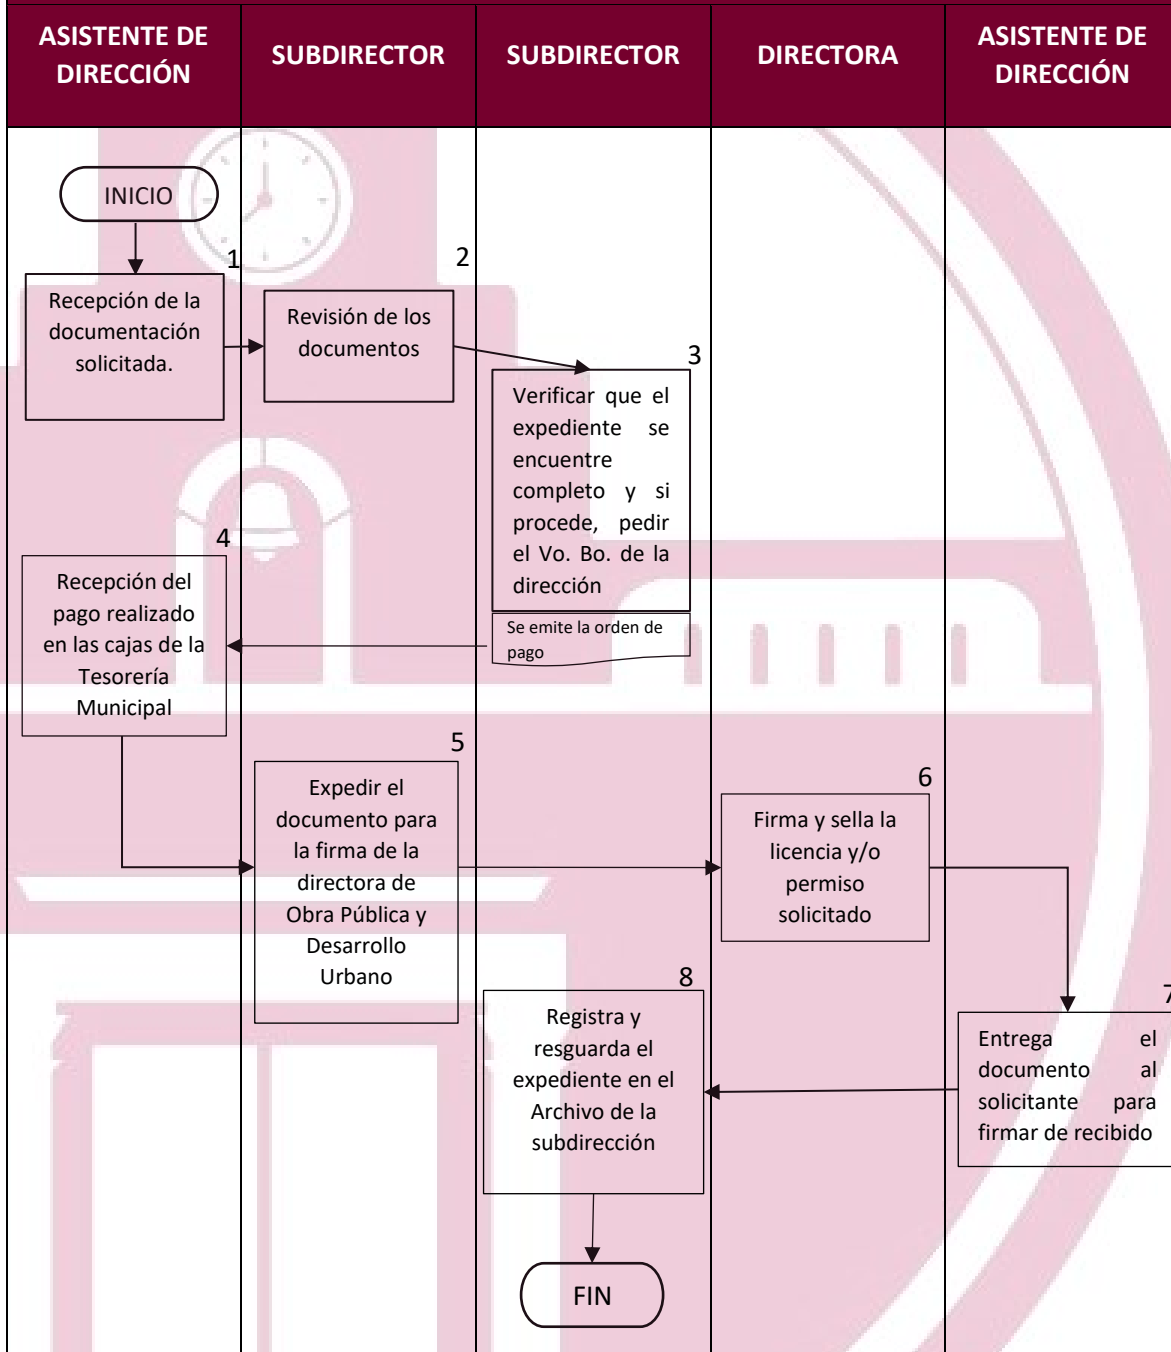 ASISTENTE DE
DIRECCIÓN
SUBDIRECTOR
SUBDIRECTOR
DIRECTORA
ASISTENTE DE
DIRECCIÓN
INICIO
1
Recepción de la
documentación
solicitada.
2
Revisión de los
documentos
3
Verificar que el
expediente se
encuentre
completo y si
procede, pedir
el Vo. Bo. de la
dirección
Se emite la orden de
pago
4
Recepción del
pago realizado
en las cajas de la
Tesorería
Municipal
5
Expedir el
documento para
la firma de la
directora de
Obra Pública y
Desarrollo
Urbano
6
Firma y sella la
licencia y/o
permiso
solicitado
7
Entrega el
documento al
solicitante para
firmar de recibido
8
Registra y
resguarda el
expediente en el
Archivo de la
subdirección
FIN